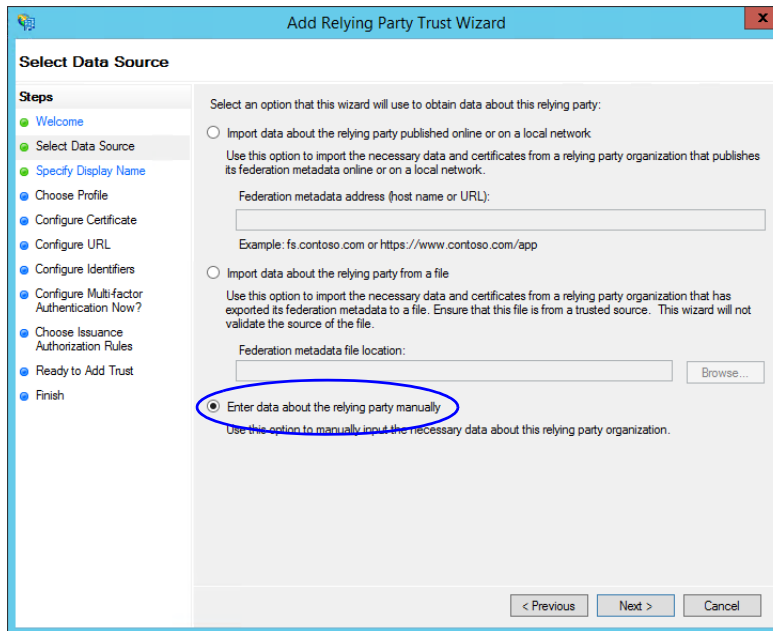 Add Relying Party Trust Wizard
x
Select Data Source
Steps
Welcome
Select Data Source
Specify Display Name
Choose Profile
Configure Certificate
Configure URL
Configure Identifiers
Configure Multi-factor
Authentication Now?
Choose Issuance
Authorization Rules
Ready to Add Trust
Finish
Select an option that this wizard will use to obtain data about this relying party:
Import data about the relying party published online or on a local network
Use this option to import the necessary data and certificates from a relying party organization that publishes
its federation metadata online or on a local network.
Federation metadata address (host name or URL):
Example: fs.contoso.com or https://www.contoso.com/app
Import data about the relying party from a file
Use this option to import the necessary data and certificates from a relying party organization that has
exported its federation metadata to a file. Ensure that this file is from a trusted source. This wizard will not
validate the source of the file.
Federation metadata file location:
Browse...
Enter data about the relying party manually
Use this option to manually input the necessary data about this relying party organization.
< Previous
Next >
Cancel